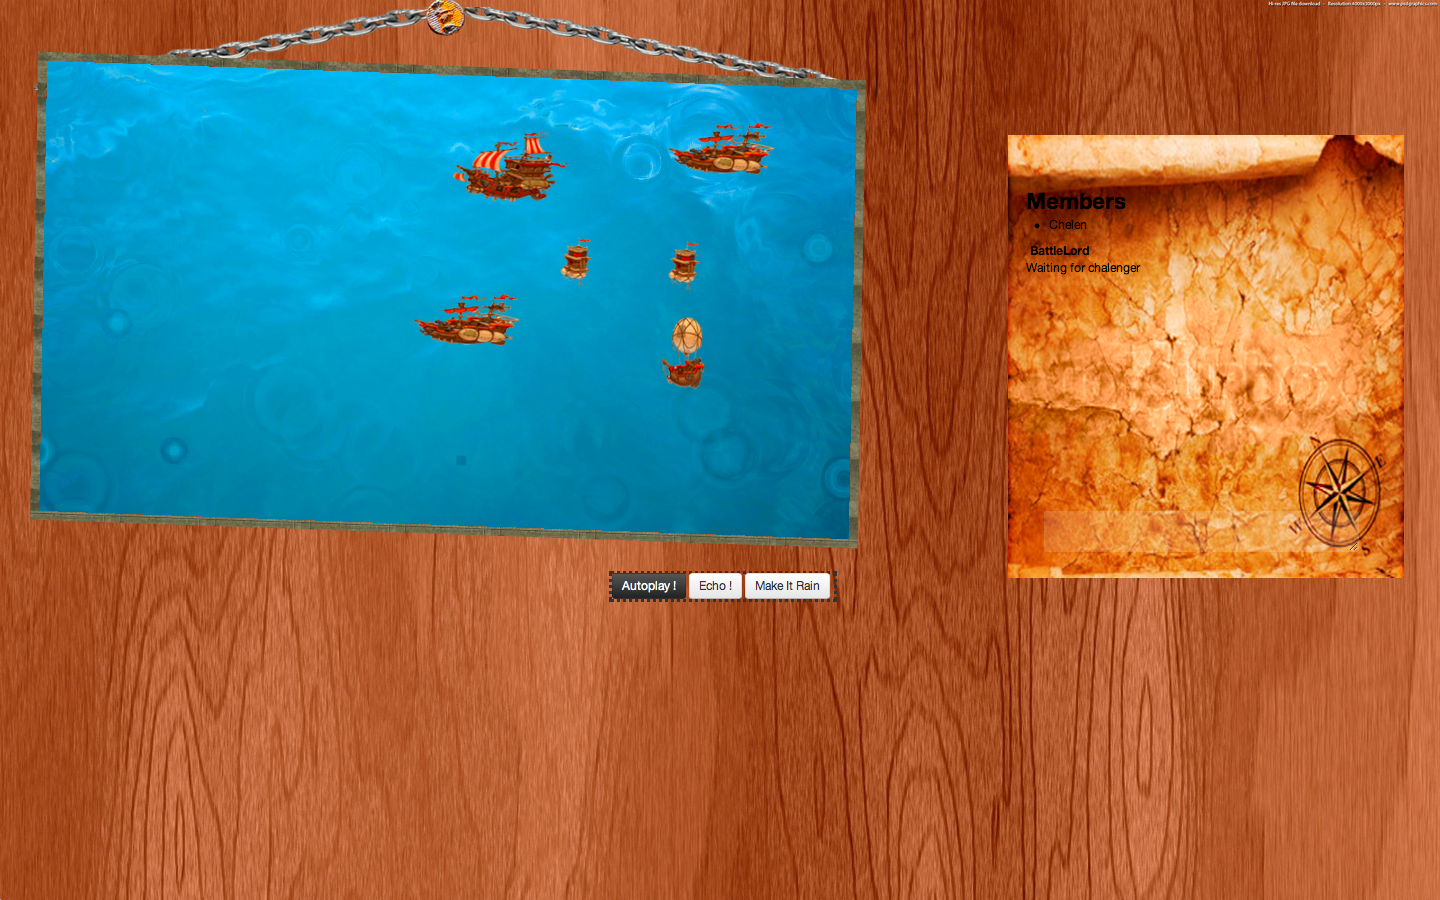 Hi-res JPG file download - Resolution 4000x3000px - www.psdgraphics.com
Members
Chelen
BattleLord
Waiting for chalenger
N
E
W
S
Autoplay !
Echo !
Make It Rain